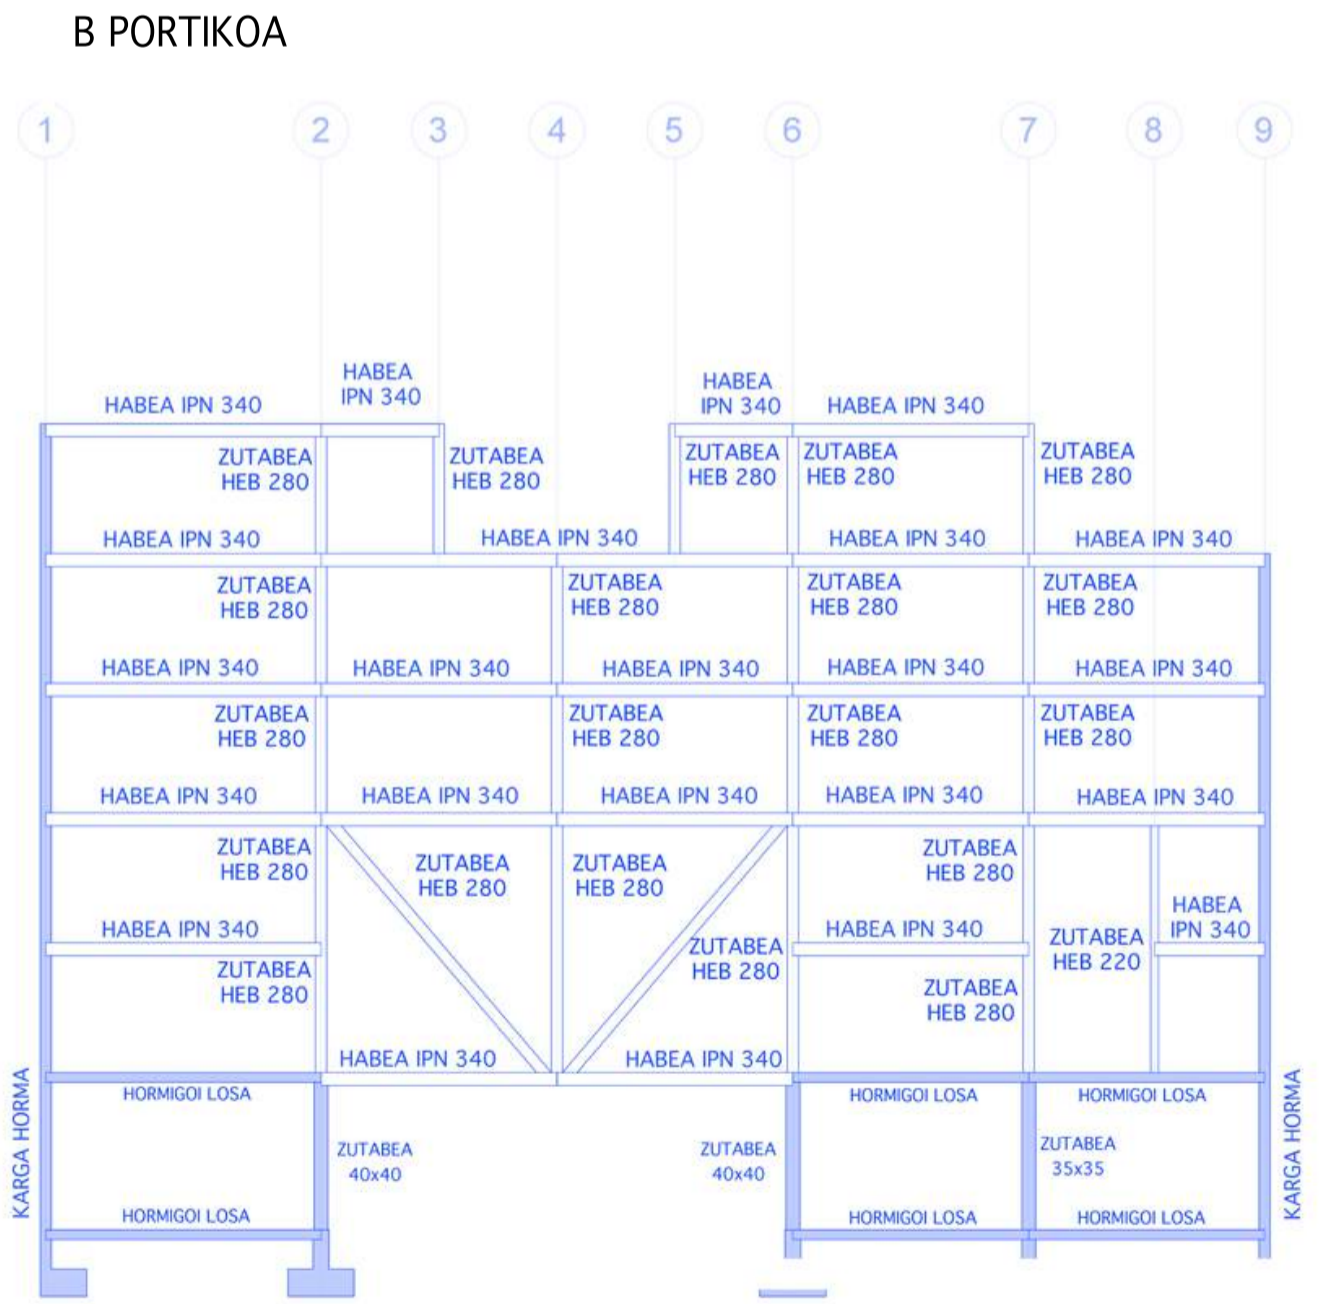 B PORTIKOA
1 2 3 4 5 6 7 8 9
HABEA
IPN 340
HABEA
IPN 340
HABEA IPN 340
HABEA IPN 340
ZUTABEA
HEB 280
ZUTABEA
HEB 280
ZUTABEA
HEB 280
ZUTABEA
HEB 280
ZUTABEA
HEB 280
HABEA IPN 340
HABEA IPN 340
HABEA IPN 340
HABEA IPN 340
ZUTABEA
HEB 280
ZUTABEA
HEB 280
ZUTABEA
HEB 280
ZUTABEA
HEB 280
HABEA IPN 340
HABEA IPN 340
HABEA IPN 340
HABEA IPN 340
HABEA IPN 340
ZUTABEA
HEB 280
ZUTABEA
HEB 280
ZUTABEA
HEB 280
ZUTABEA
HEB 280
HABEA IPN 340
HABEA IPN 340
HABEA IPN 340
HABEA IPN 340
HABEA IPN 340
ZUTABEA
HEB 280
ZUTABEA
HEB 280
ZUTABEA
HEB 280
ZUTABEA
HEB 280
HABEA
IPN 340
HABEA IPN 340
HABEA IPN 340
ZUTABEA
HEB 280
ZUTABEA
HEB 220
ZUTABEA
HEB 280
ZUTABEA
HEB 280
HABEA IPN 340
HABEA IPN 340
HORMIGOI LOSA
HORMIGOI LOSA
HORMIGOI LOSA
KARGA HORMA
ZUTABEA
40x40
ZUTABEA
40x40
ZUTABEA
35x35
KARGA HORMA
HORMIGOI LOSA
HORMIGOI LOSA
HORMIGOI LOSA